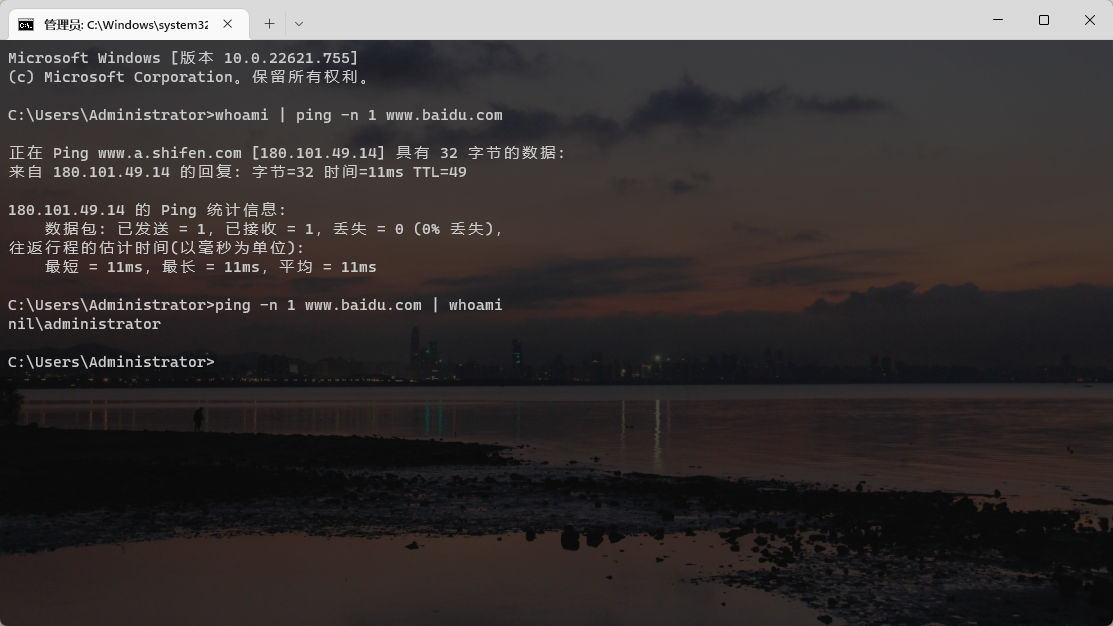 管理员: C:\Windows\system32
Microsoft Windows [版本 10.0.22621.755]
(c) Microsoft Corporation。保留所有权利。
C:\Users\Administrator>whoami | ping -n 1 www.baidu.com
正在 Ping www.a.shifen.com [180.101.49.14] 具有 32 字节的数据:
来自 180.101.49.14 的回复: 字节=32 时间=11ms TTL=49
180.101.49.14 的 Ping 统计信息:
数据包: 已发送 = 1，已接收 = 1，丢失 = 0 (0% 丢失)，
往返行程的估计时间(以毫秒为单位):
最短 = 11ms，最长 = 11ms，平均 = 11ms
C:\Users\Administrator>ping -n 1 www.baidu.com | whoami
nil\administrator
C:\Users\Administrator>